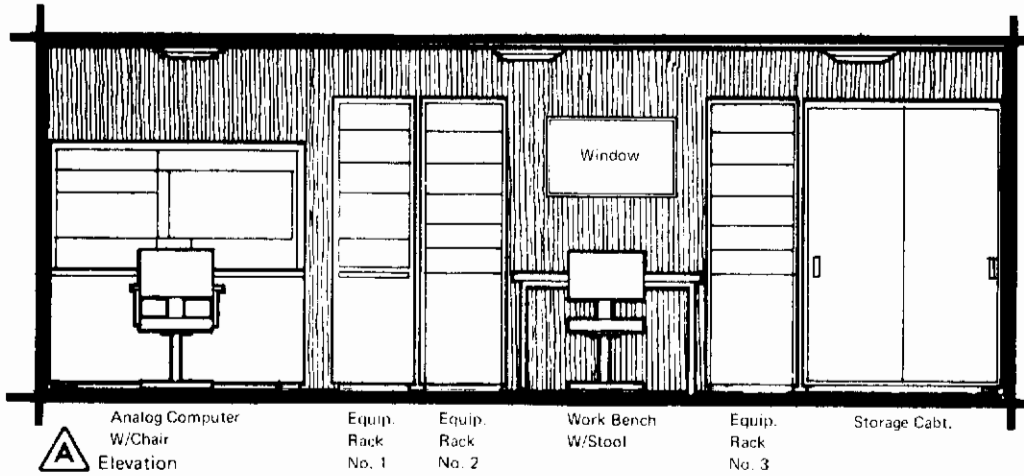 Window
Analog Computer
W/Chair
A
Elevation
Equip.
Rack
No. 1
Equip.
Rack
No. 2
Work Bench
W/Stool
Equip.
Rack
No. 3
Storage Cabt.